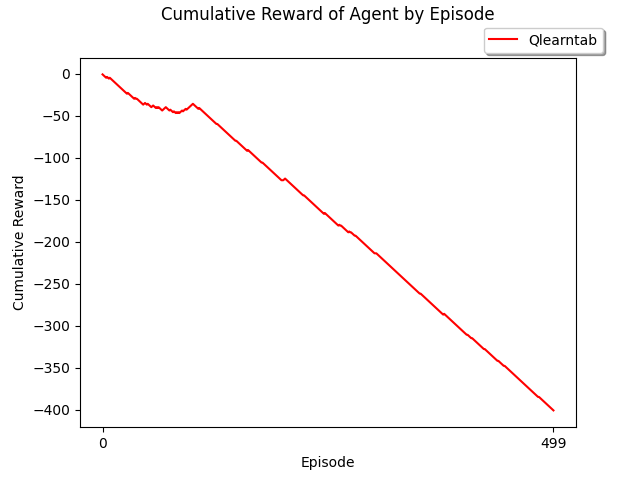 Cumulative Reward of Agent by Episode
Qlearntab
0
−50
−100
−150
−200
−250
−300
−350
−400
Cumulative Reward
0 499
Episode